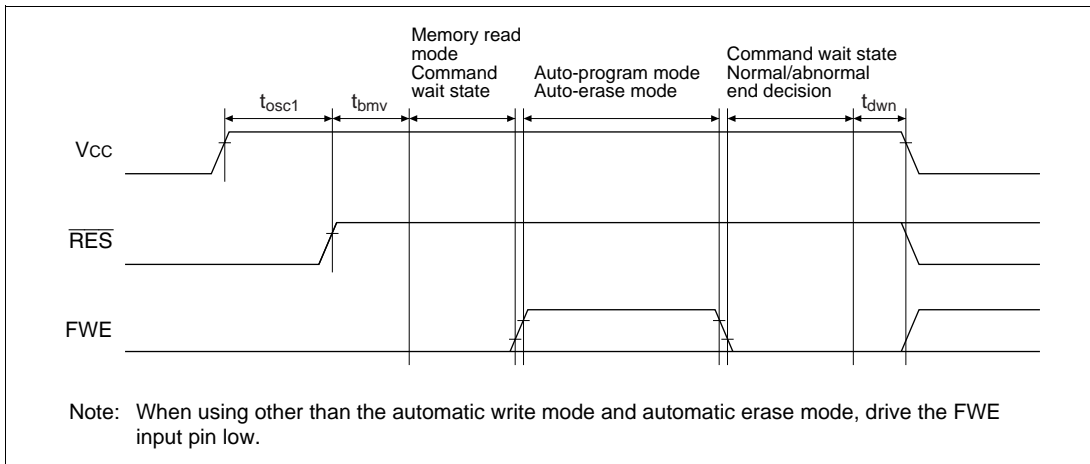 Memory read
mode
Command
wait state
Auto-program mode
Auto-erase mode
Command wait state
Normal/abnormal
end decision
tosc1
tbmv
tdwn
VCC
RES
FWE
Note: When using other than the automatic write mode and automatic erase mode, drive the FWE
input pin low.